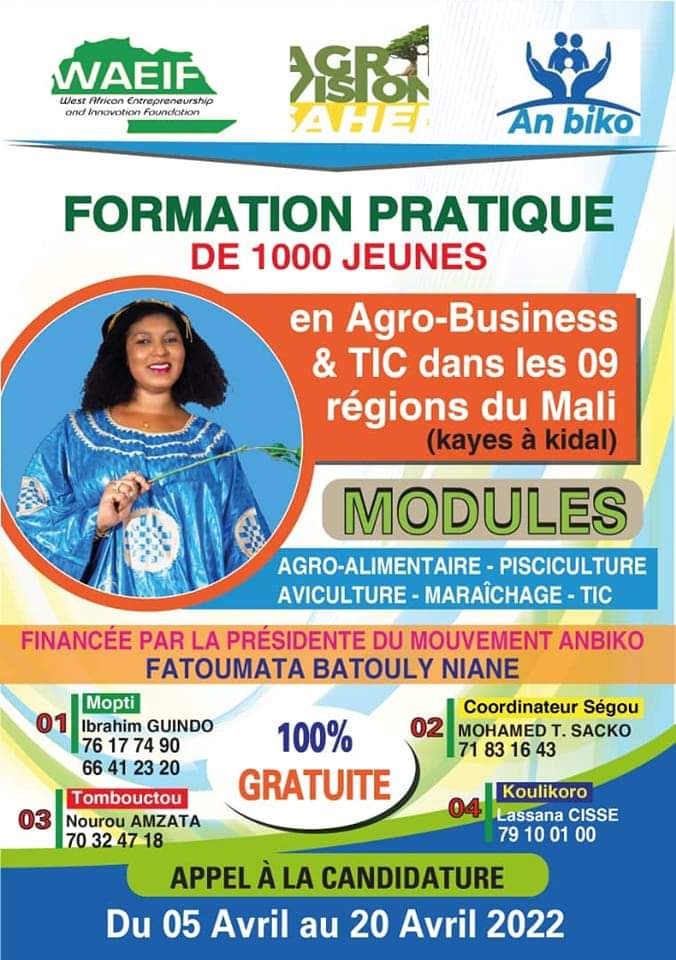 WAEIF
West African Entrepreneurship
and Innovation Foundation
AGRO
VISION
SAHEL
An biko
FORMATION PRATIQUE
DE 1000 JEUNES
en Agro-Business
& TIC dans les 09
régions du Mali
(kayes à kidal)
MODULES
AGRO-ALIMENTAIRE - PISCICULTURE
AVICULTURE - MARAÎCHAGE - TIC
FINANCÉE PAR LA PRÉSIDENTE DU MOUVEMENT ANBIKO
FATOUMATA BATOULY NIANE
01 Mopti
Ibrahim GUINDO
76 17 74 90
66 41 23 20
100%
GRATUITE
02 Coordinateur Ségou
MOHAMED T. SACKO
71 83 16 43
03 Tombouctou
Nourou AMZATA
70 32 47 18
04 Koulikoro
Lassana CISSE
79 10 01 00
APPEL À LA CANDIDATURE
Du 05 Avril au 20 Avril 2022